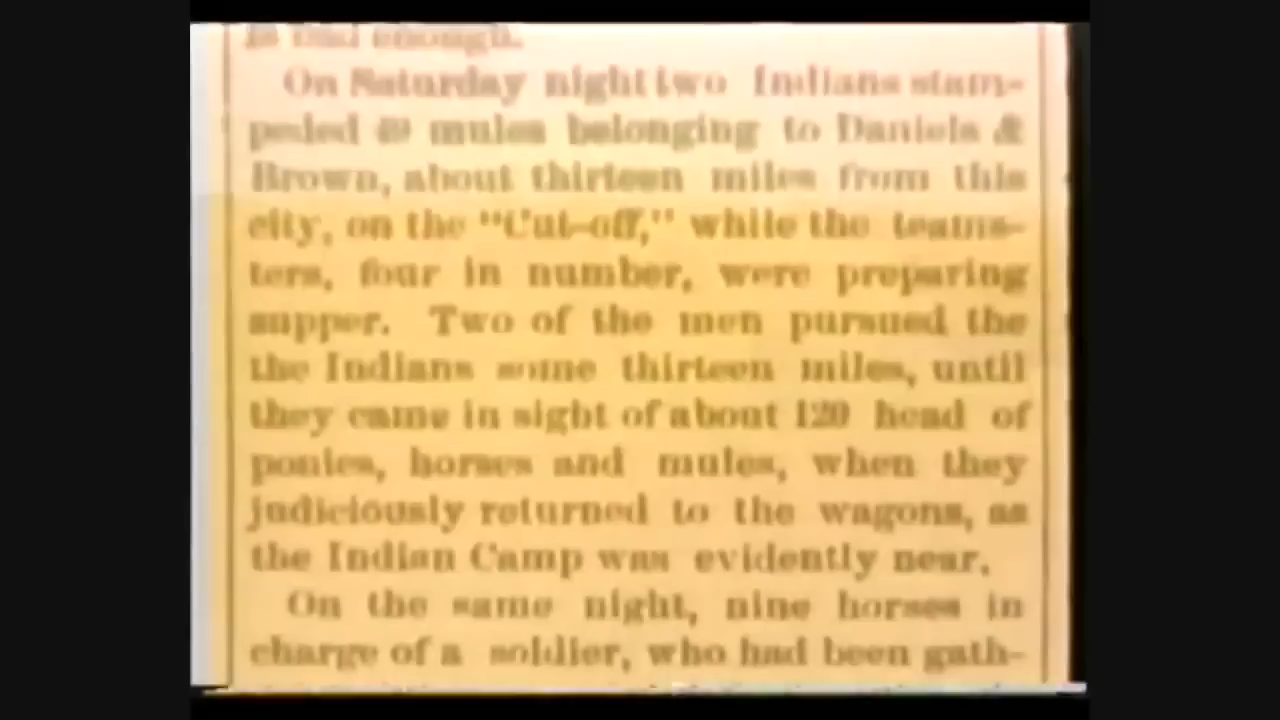 enough.
On Saturday night two Indians stam-
peded 49 mules belonging to Daniels &
Brown, about thirteen miles from this
city, on the "Cut-off," while the teams-
ters, four in number, were preparing
supper. Two of the men pursued the
the Indians some thirteen miles, until
they came in sight of about 120 head of
ponies, horses and mules, when they
judiciously returned to the wagons, as
the Indian Camp was evidently near.
On the same night, nine horses in
charge of a soldier, who had been gath-